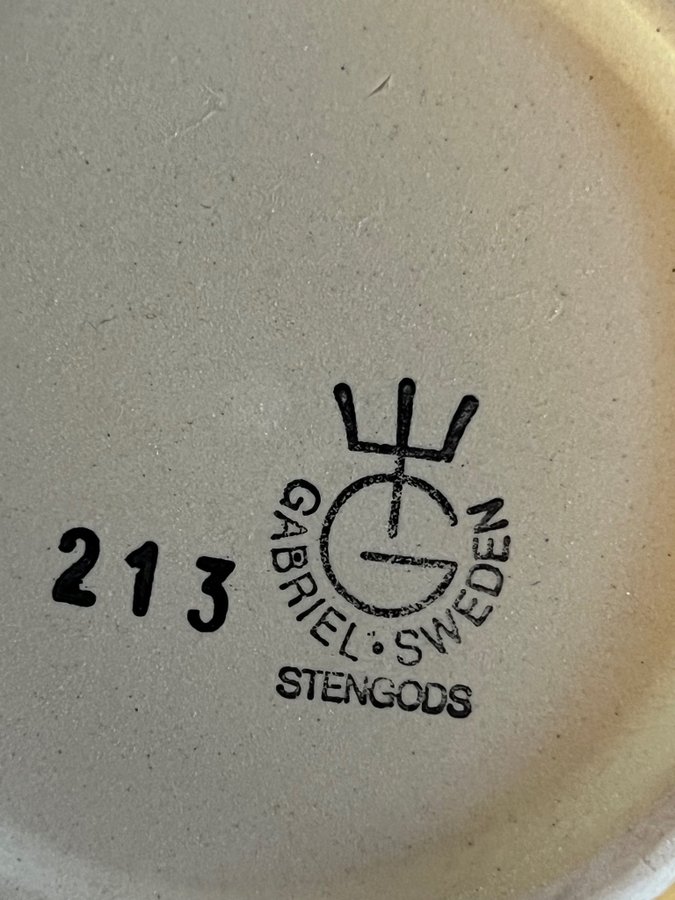 213
GABRIEL • SWEDEN
STENGODS